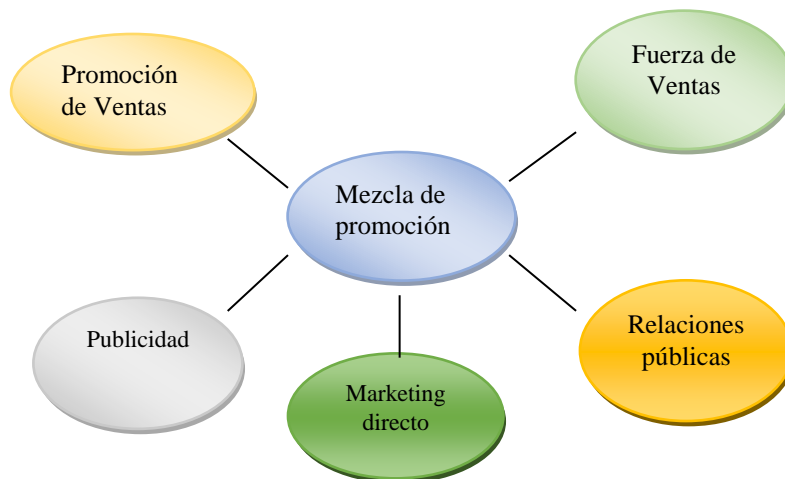 Promoción
de Ventas
Fuerza de
Ventas
Mezcla de
promoción
Publicidad
Marketing
directo
Relaciones
públicas